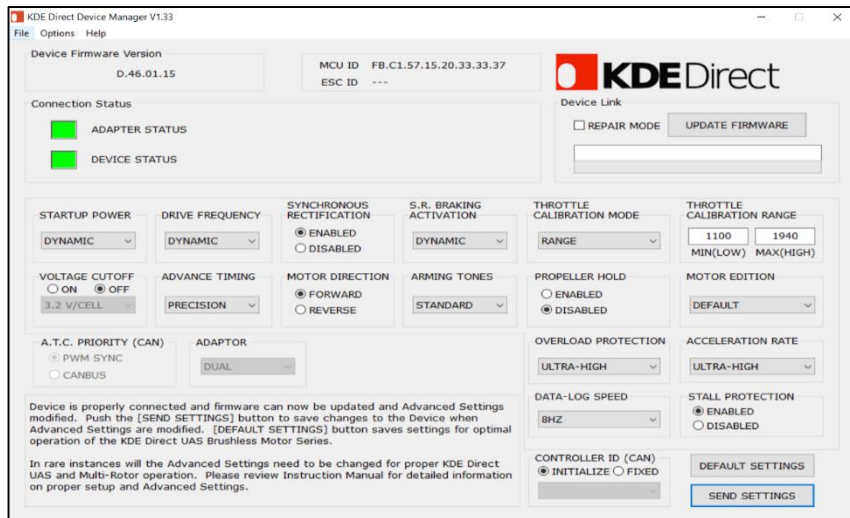 KDE Direct Device Manager V1.33
File Options Help
Device Firmware Version
D.46.01.15
MCU ID FB.C1.57.15.20.33.33.37
ESC ID ---
KDEDirect
Connection Status
ADAPTER STATUS
DEVICE STATUS
Device Link
REPAIR MODE
UPDATE FIRMWARE
STARTUP POWER
DYNAMIC
DRIVE FREQUENCY
DYNAMIC
SYNCHRONOUS
RECTIFICATION
ENABLED
DISABLED
S.R. BRAKING
ACTIVATION
DYNAMIC
THROTTLE
CALIBRATION MODE
RANGE
THROTTLE
CALIBRATION RANGE
1100 1940
MIN(LOW) MAX(HIGH)
VOLTAGE CUTOFF
ON OFF
3.2 V/CELL
ADVANCE TIMING
PRECISION
MOTOR DIRECTION
FORWARD
REVERSE
ARMING TONES
STANDARD
PROPELLER HOLD
ENABLED
DISABLED
MOTOR EDITION
DEFAULT
A.T.C. PRIORITY (CAN)
PWM SYNC
CANBUS
ADAPTOR
DUAL
OVERLOAD PROTECTION
ULTRA-HIGH
ACCELERATION RATE
ULTRA-HIGH
Device is properly connected and firmware can now be updated and Advanced Settings
modified. Push the [SEND SETTINGS] button to save changes to the Device when
Advanced Settings are modified. [DEFAULT SETTINGS] button saves settings for optimal
operation of the KDE Direct UAS Brushless Motor Series.
In rare instances will the Advanced Settings need to be changed for proper KDE Direct
UAS and Multi-Rotor operation. Please review Instruction Manual for detailed information
on proper setup and Advanced Settings.
DATA-LOG SPEED
8HZ
STALL PROTECTION
ENABLED
DISABLED
CONTROLLER ID (CAN)
INITIALIZE FIXED
DEFAULT SETTINGS
SEND SETTINGS